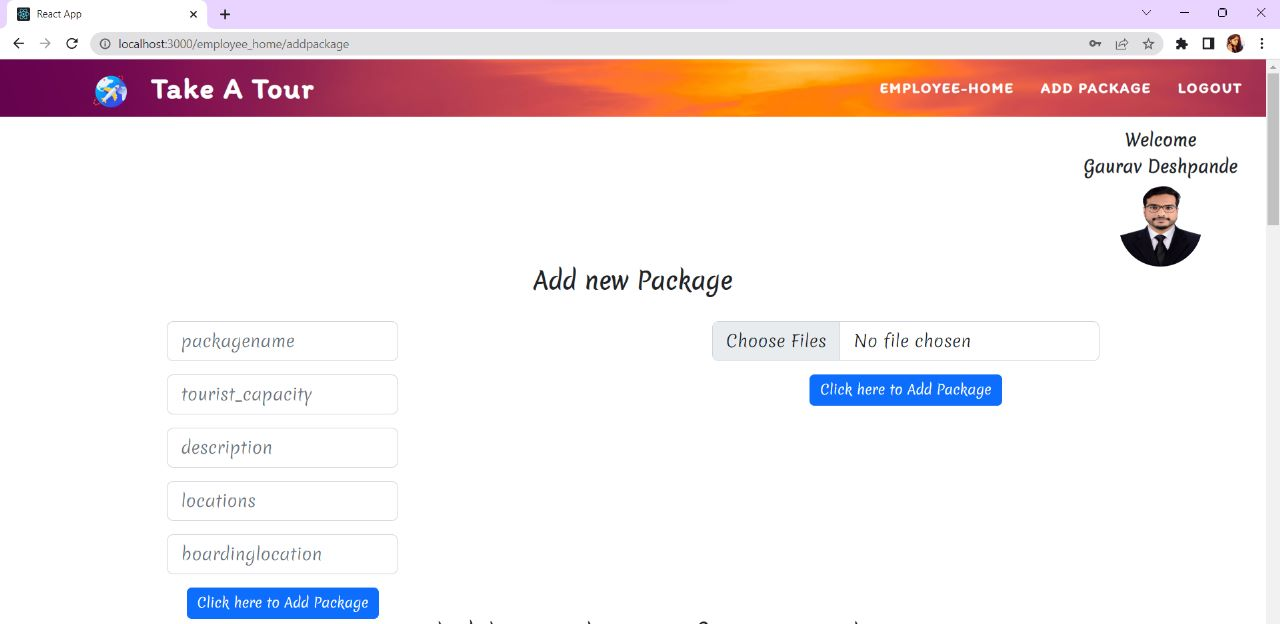 React App
localhost:3000/employee_home/addpackage
Take A Tour
EMPLOYEE-HOME ADD PACKAGE LOGOUT
Welcome
Gaurav Deshpande
Add new Package
packagename
Choose Files No file chosen
tourist_capacity
Click here to Add Package
description
locations
boardinglocation
Click here to Add Package